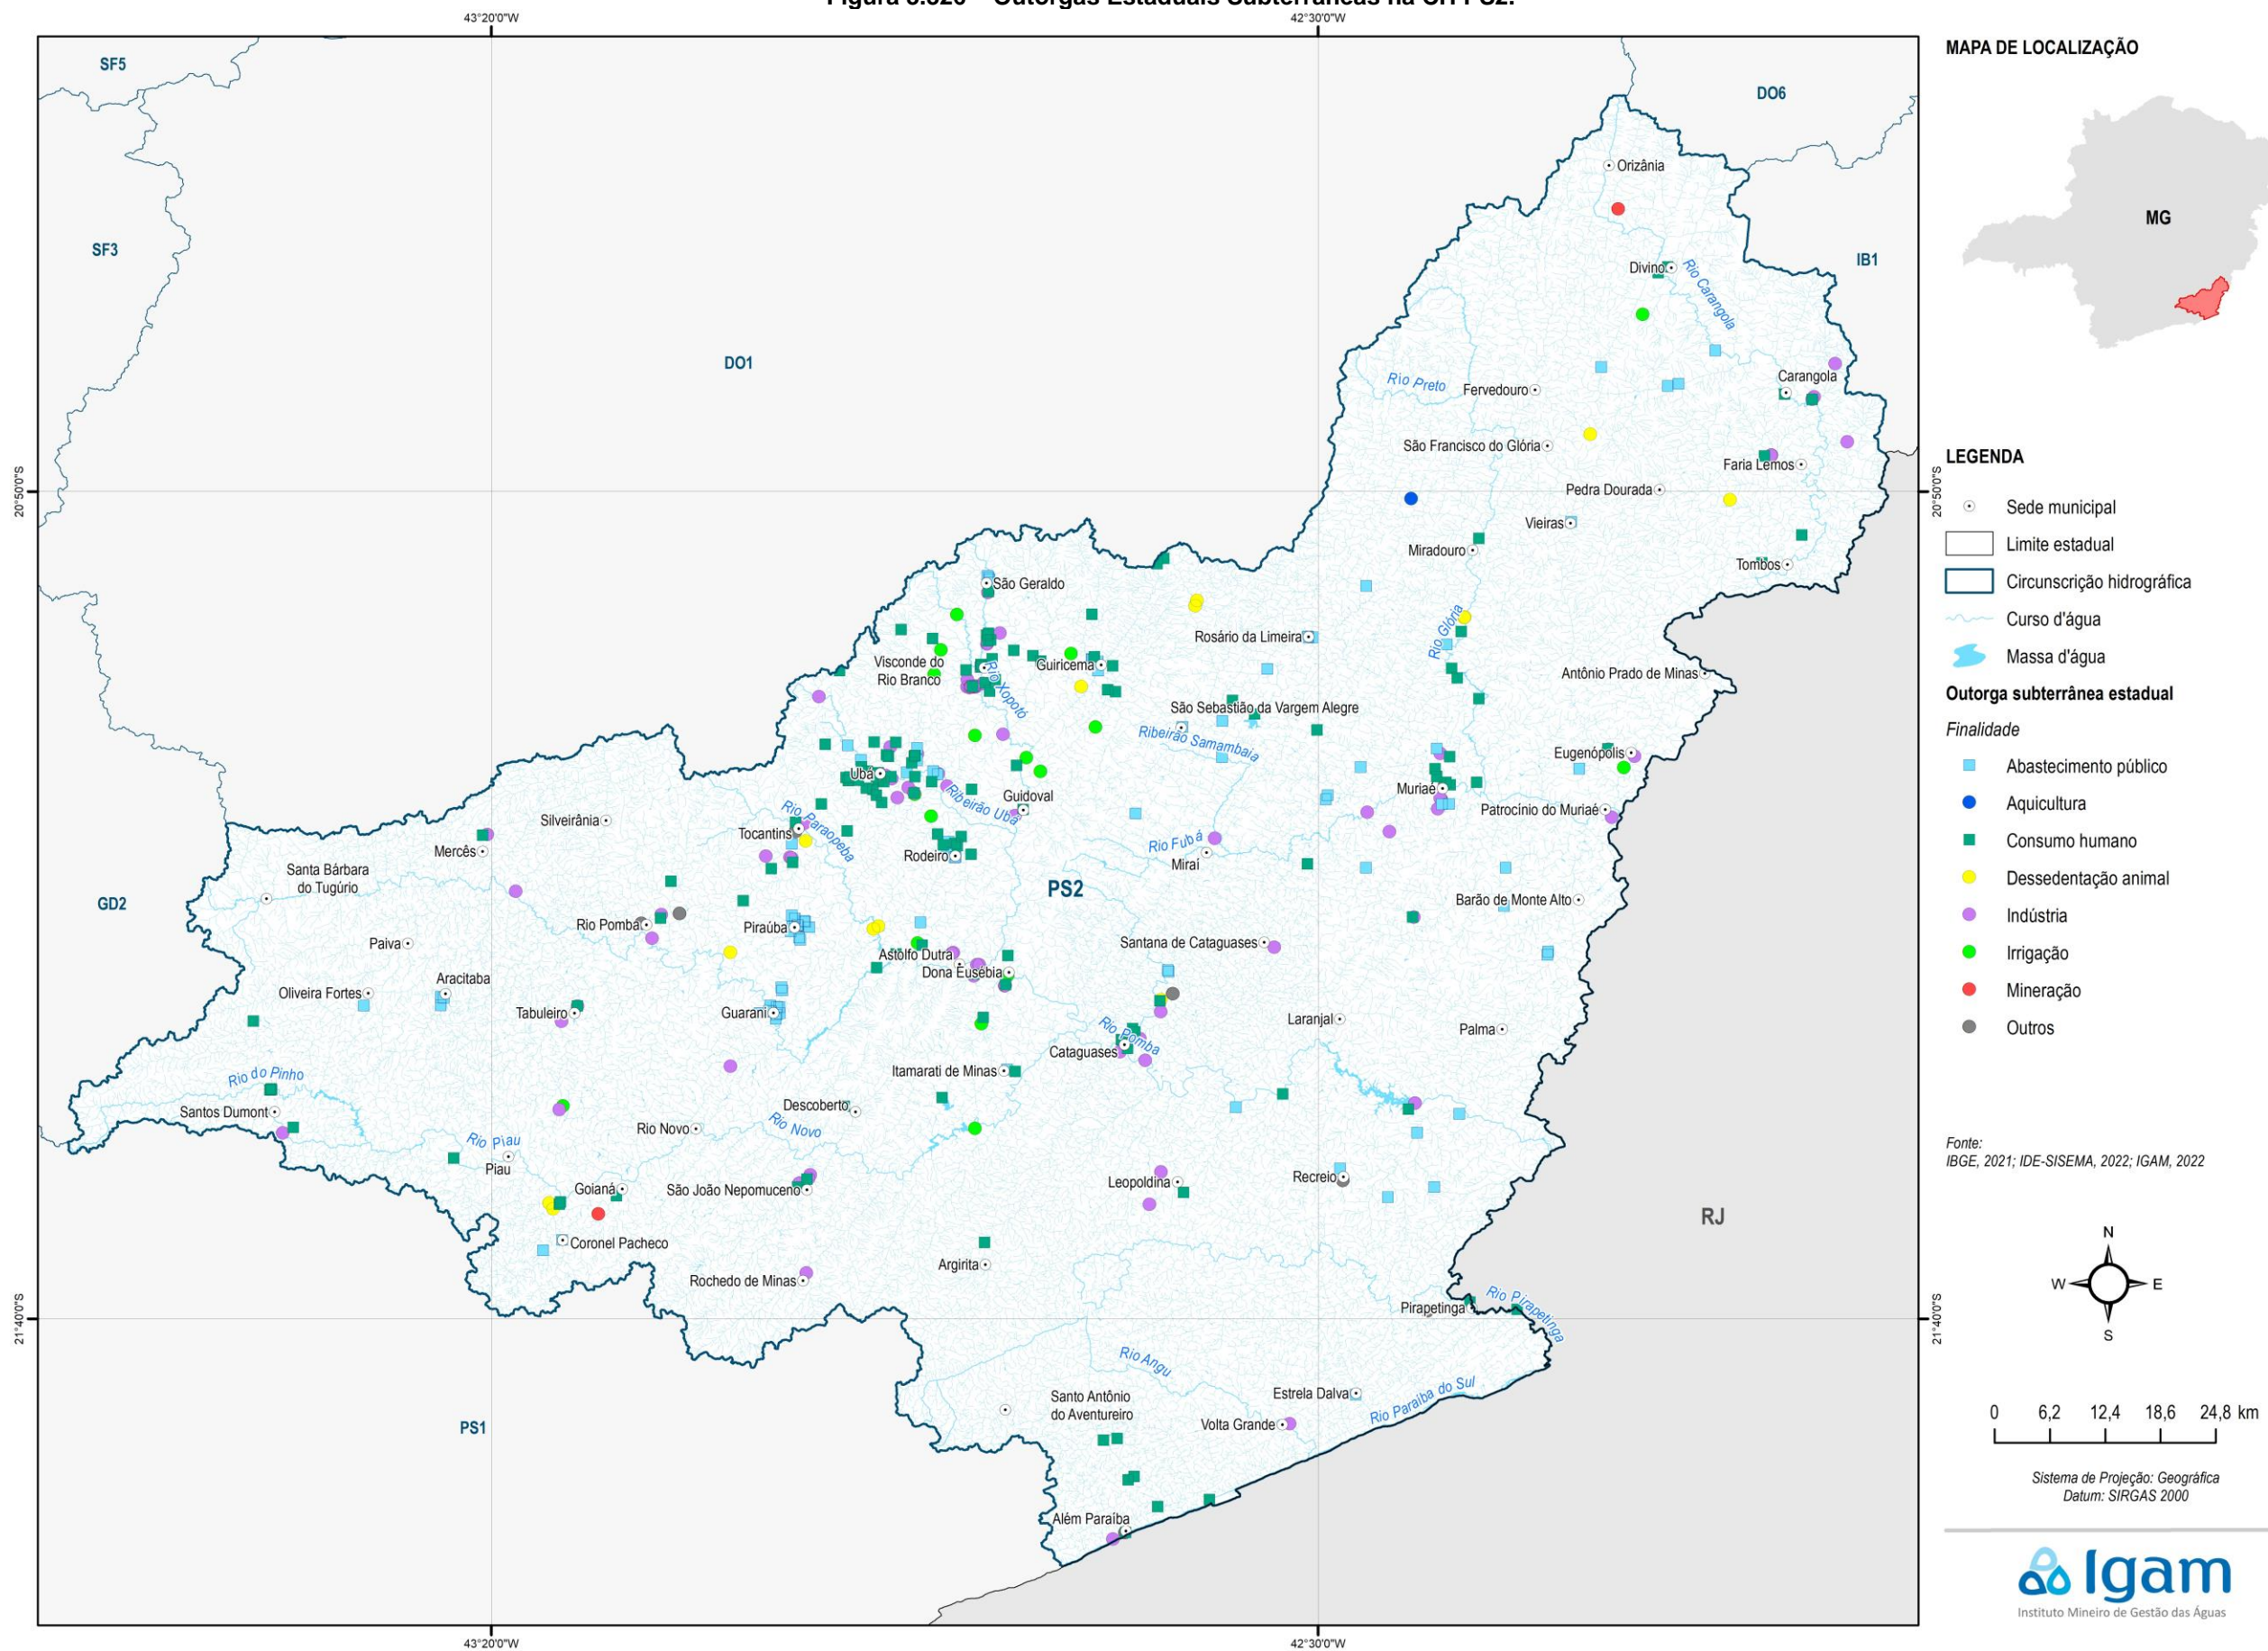 43°20'0"W
42°30'0"W
SF5
DO6
SF3
IB1
DO1
GD2
PS2
PS1
RJ
20°50'0"S
20°50'0"S
21°40'0"S
21°40'0"S
Orizânia
Divino
Rio Carangola
Rio Preto
Fervedouro
Carangola
São Francisco do Glória
Faria Lemos
Pedra Dourada
Vieiras
Miradouro
Tombos
São Geraldo
Rosário da Limeira
Rio Glória
Visconde do
Rio Branco
Guiricema
Antônio Prado de Minas
Rio Xopotó
São Sebastião da Vargem Alegre
Ribeirão Samambaia
Eugenópolis
Ubá
Muriaé
Ribeirão Ubá
Guidoval
Patrocínio do Muriaé
Silveirânia
Tocantins
Rio Paraopeba
Mercês
Rodeiro
Rio Fubá
Miraí
Santa Bárbara
do Tugúrio
Barão de Monte Alto
Rio Pomba
Piraúba
Paiva
Santana de Cataguases
Astolfo Dutra
Dona Eusébia
Aracitaba
Oliveira Fortes
Tabuleiro
Guarani
Laranjal
Palma
Rio Pomba
Cataguases
Itamarati de Minas
Rio do Pinho
Santos Dumont
Descoberto
Rio Novo
Rio Novo
Rio Piau
Piau
Goianá
São João Nepomuceno
Leopoldina
Recreio
Coronel Pacheco
Argirita
Rochedo de Minas
Pirapetinga
Rio Pirapetinga
Rio Angu
Santo Antônio
do Aventureiro
Estrela Dalva
Rio Paraíba do Sul
Volta Grande
Além Paraíba
43°20'0"W
42°30'0"W
MAPA DE LOCALIZAÇÃO
MG
LEGENDA
Sede municipal
Limite estadual
Circunscrição hidrográfica
Curso d'água
Massa d'água
Outorga subterrânea estadual
Finalidade
Abastecimento público
Aquicultura
Consumo humano
Dessedentação animal
Indústria
Irrigação
Mineração
Outros
Fonte:
IBGE, 2021; IDE-SISEMA, 2022; IGAM, 2022
N
W E
S
0 6,2 12,4 18,6 24,8 km
Sistema de Projeção: Geográfica
Datum: SIRGAS 2000
Igam
Instituto Mineiro de Gestão das Águas